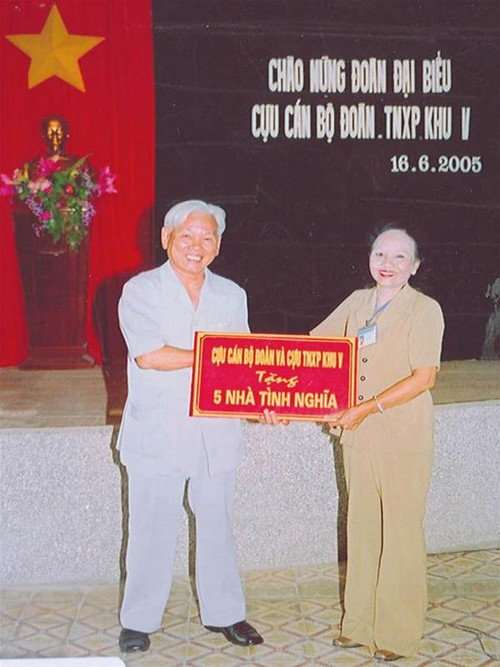 CHÀO MỪNG ĐOÀN ĐẠI BIỂU
CỰU CÁN BỘ ĐOÀN.TNXP KHU V
16.6.2005
CỰU CÁN BỘ ĐOÀN VÀ CỰU TNXP KHU V
Tặng
5 NHÀ TÌNH NGHĨA